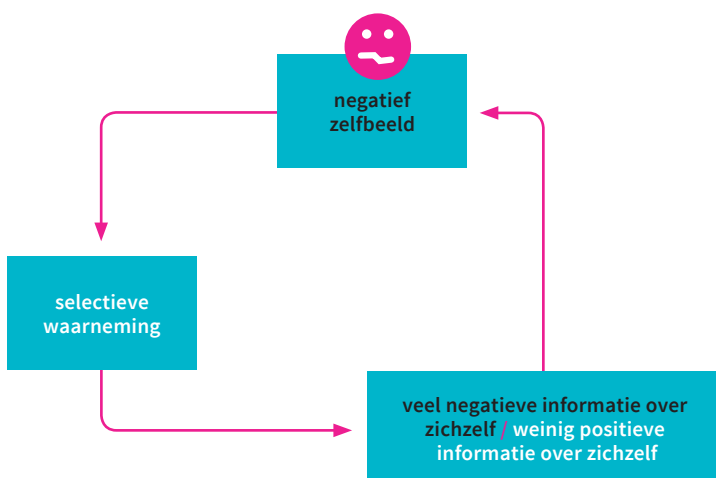 negatief
zelfbeeld
selectieve
waarneming
veel negatieve informatie over
zichzelf / weinig positieve
informatie over zichzelf